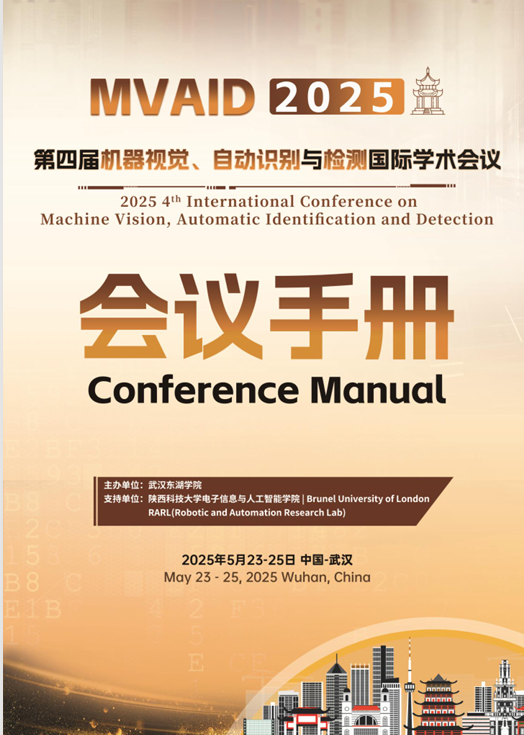 MVAID 2025
第四届机器视觉、自动识别与检测国际学术会议
2025 4th International Conference on
Machine Vision, Automatic Identification and Detection
会议手册
Conference Manual
主办单位：武汉东湖学院
支持单位：陕西科技大学电子信息与人工智能学院 | Brunel University of London
RARL(Robotic and Automation Research Lab)
2025年5月23-25日 中国-武汉
May 23 - 25, 2025 Wuhan, China